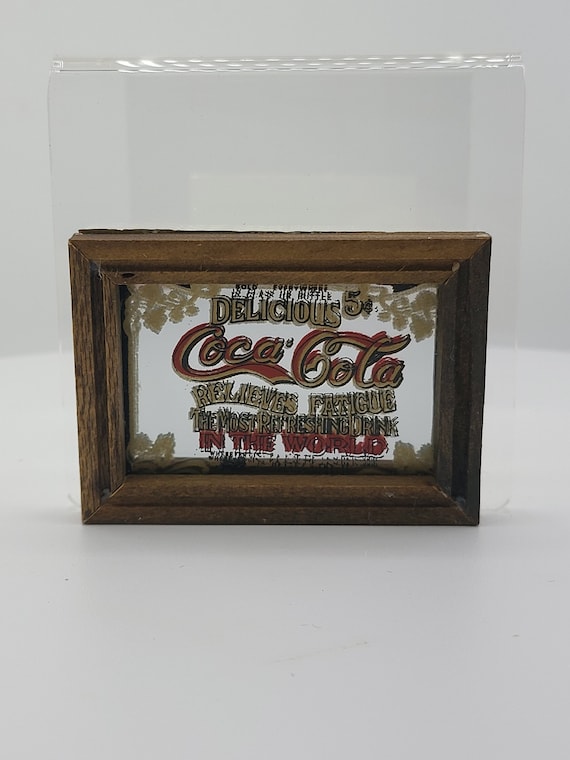 SOLD EVERYWHERE
IN GLASS OR BOTTLE
DELICIOUS 5¢
Coca-Cola
RELIEVES FATIGUE
THE MOST REFRESHING DRINK
IN THE WORLD